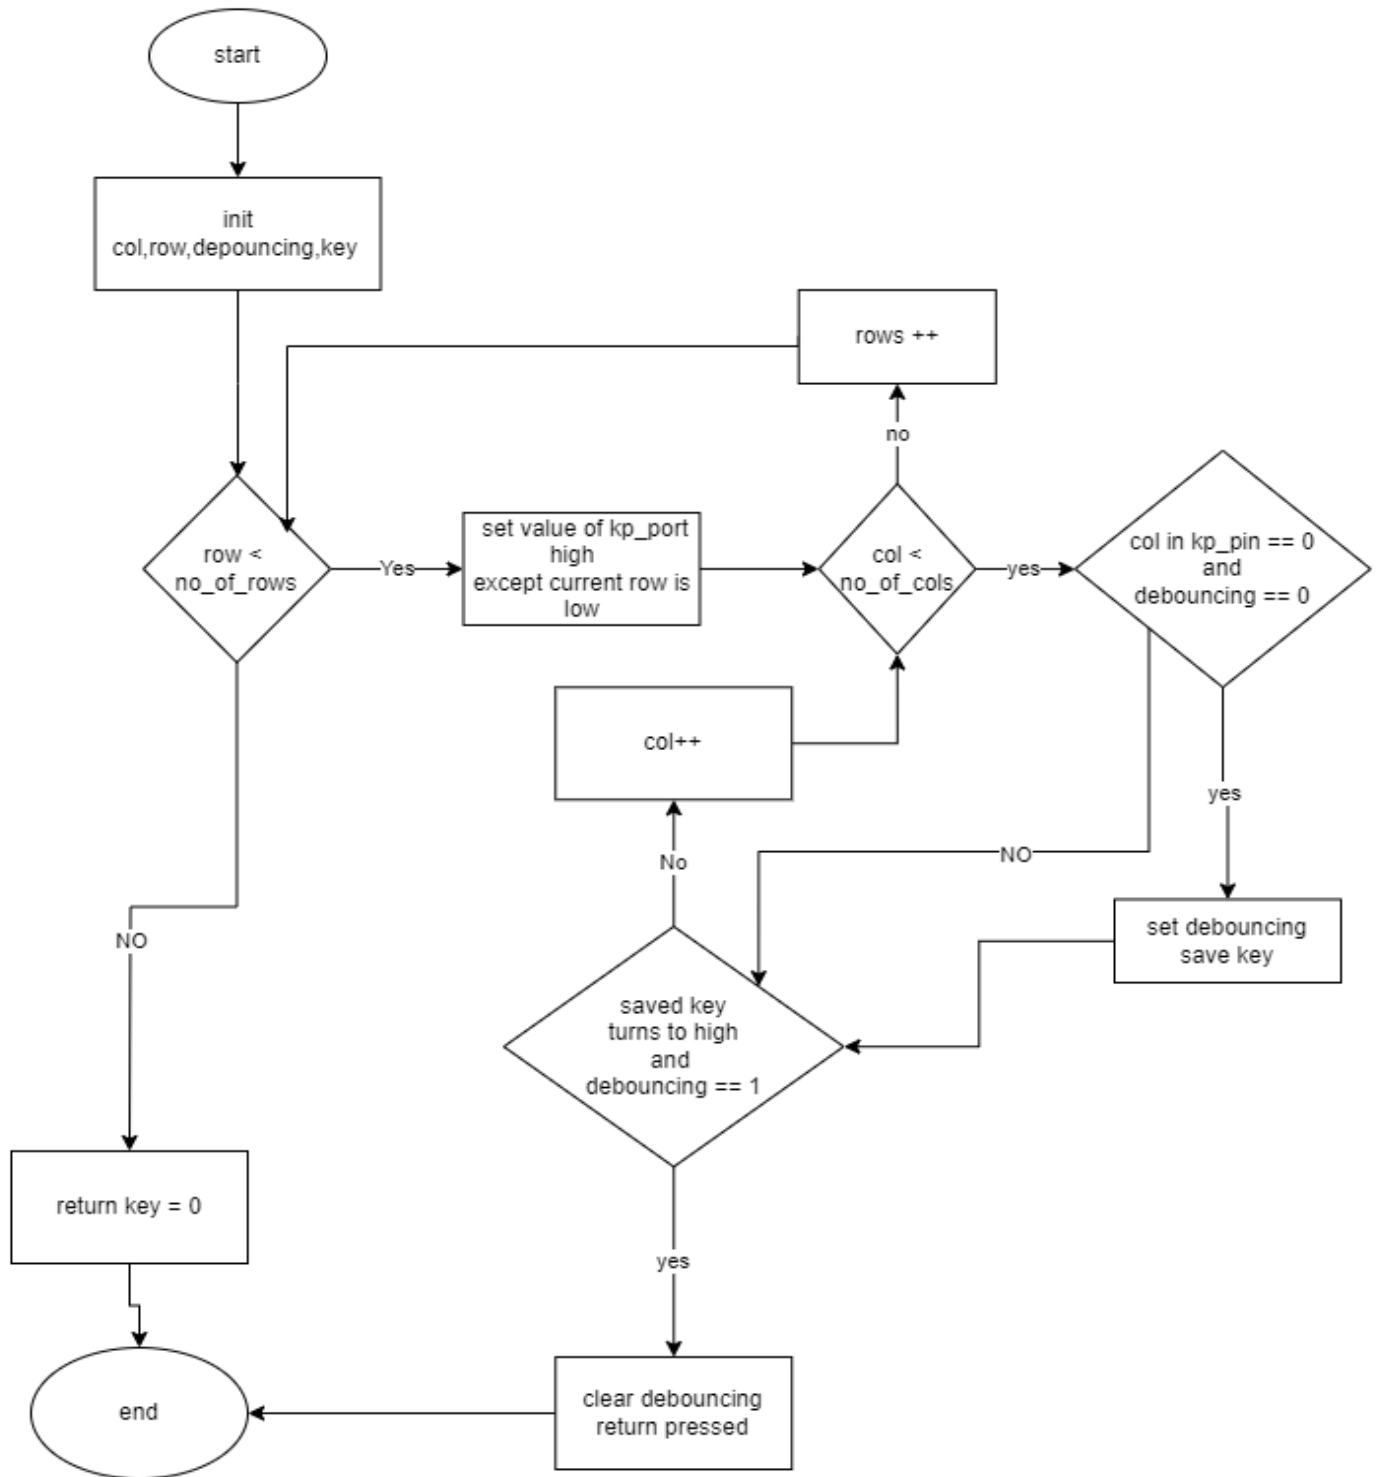 start
init
col,row,depouncing,key
rows ++
no
row <
no_of_rows
Yes
set value of kp_port
high
except current row is
low
col <
no_of_cols
yes
col in kp_pin == 0
and
debouncing == 0
col++
yes
No
NO
set debouncing
save key
NO
saved key
turns to high
and
debouncing == 1
return key = 0
yes
end
clear debouncing
return pressed